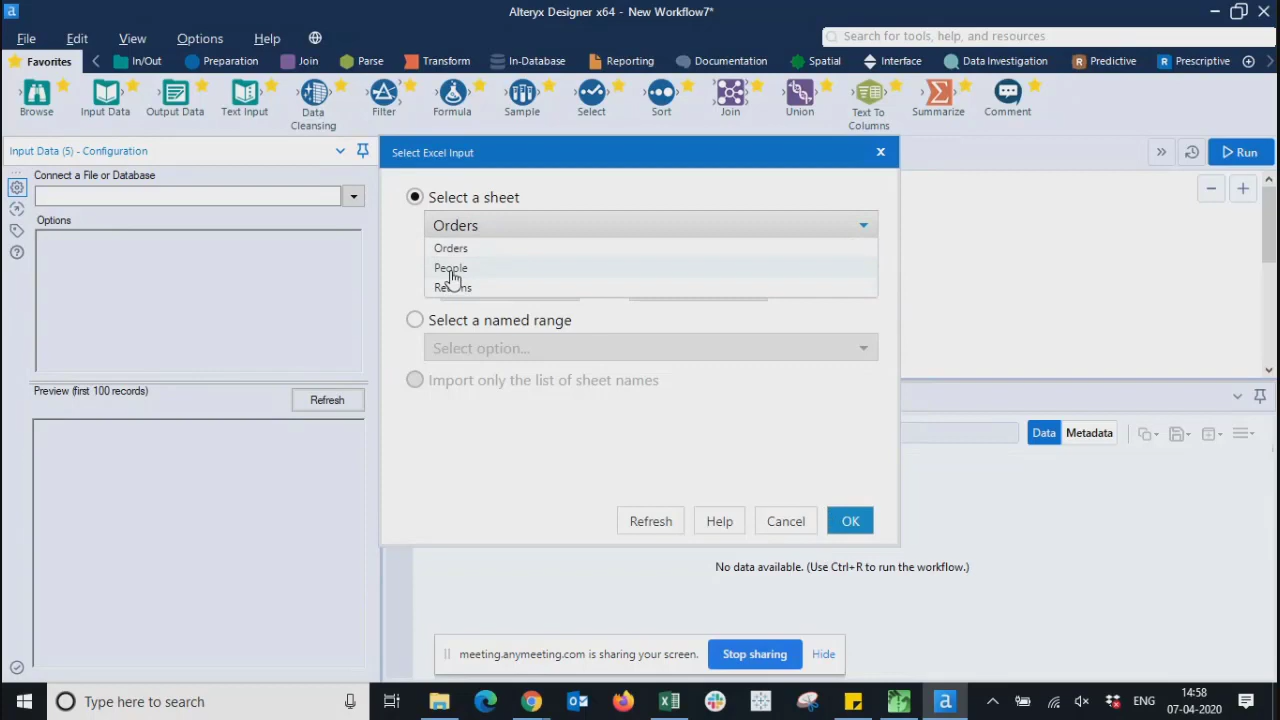 Alteryx Designer x64 - New Workflow7*
File Edit View Options Help
Search for tools, help, and resources
Favorites In/Out Preparation Join Parse Transform In-Database Reporting Documentation Spatial Interface Data Investigation Predictive Prescriptive
Browse Input Data Output Data Text Input Data Cleansing Filter Formula Sample Select Sort Join Union Text To Columns Summarize Comment
Input Data (5) - Configuration
Run
Connect a File or Database
Options
Preview (first 100 records)
Refresh
Select Excel Input
X
Select a sheet
Orders
Orders
People
Select a named range
Select option...
Import only the list of sheet names
Refresh Help Cancel OK
Data Metadata
No data available. (Use Ctrl+R to run the workflow.)
meeting.anymeeting.com is sharing your screen. Stop sharing Hide
Type here to search
ENG
14:58
07-04-2020